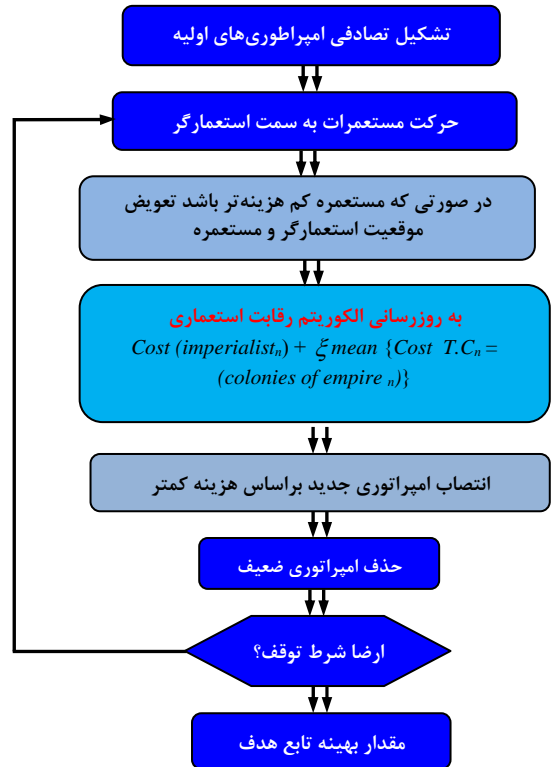 تشکیل تصادفی امپراطوری‌های اولیه
حرکت مستعمرات به سمت استعمارگر
در صورتی که مستعمره کم هزینه‌تر باشد تعویض
موقعیت استعمارگر و مستعمره
به روزرسانی الکوریتم رقابت استعماری
Cost (imperialistₙ) + ξ mean {Cost T.Cₙ =
(colonies of empire ₙ)}
انتصاب امپراتوری جدید براساس هزینه کمتر
حذف امپراتوری ضعیف
ارضا شرط توقف؟
مقدار بهینه تابع هدف